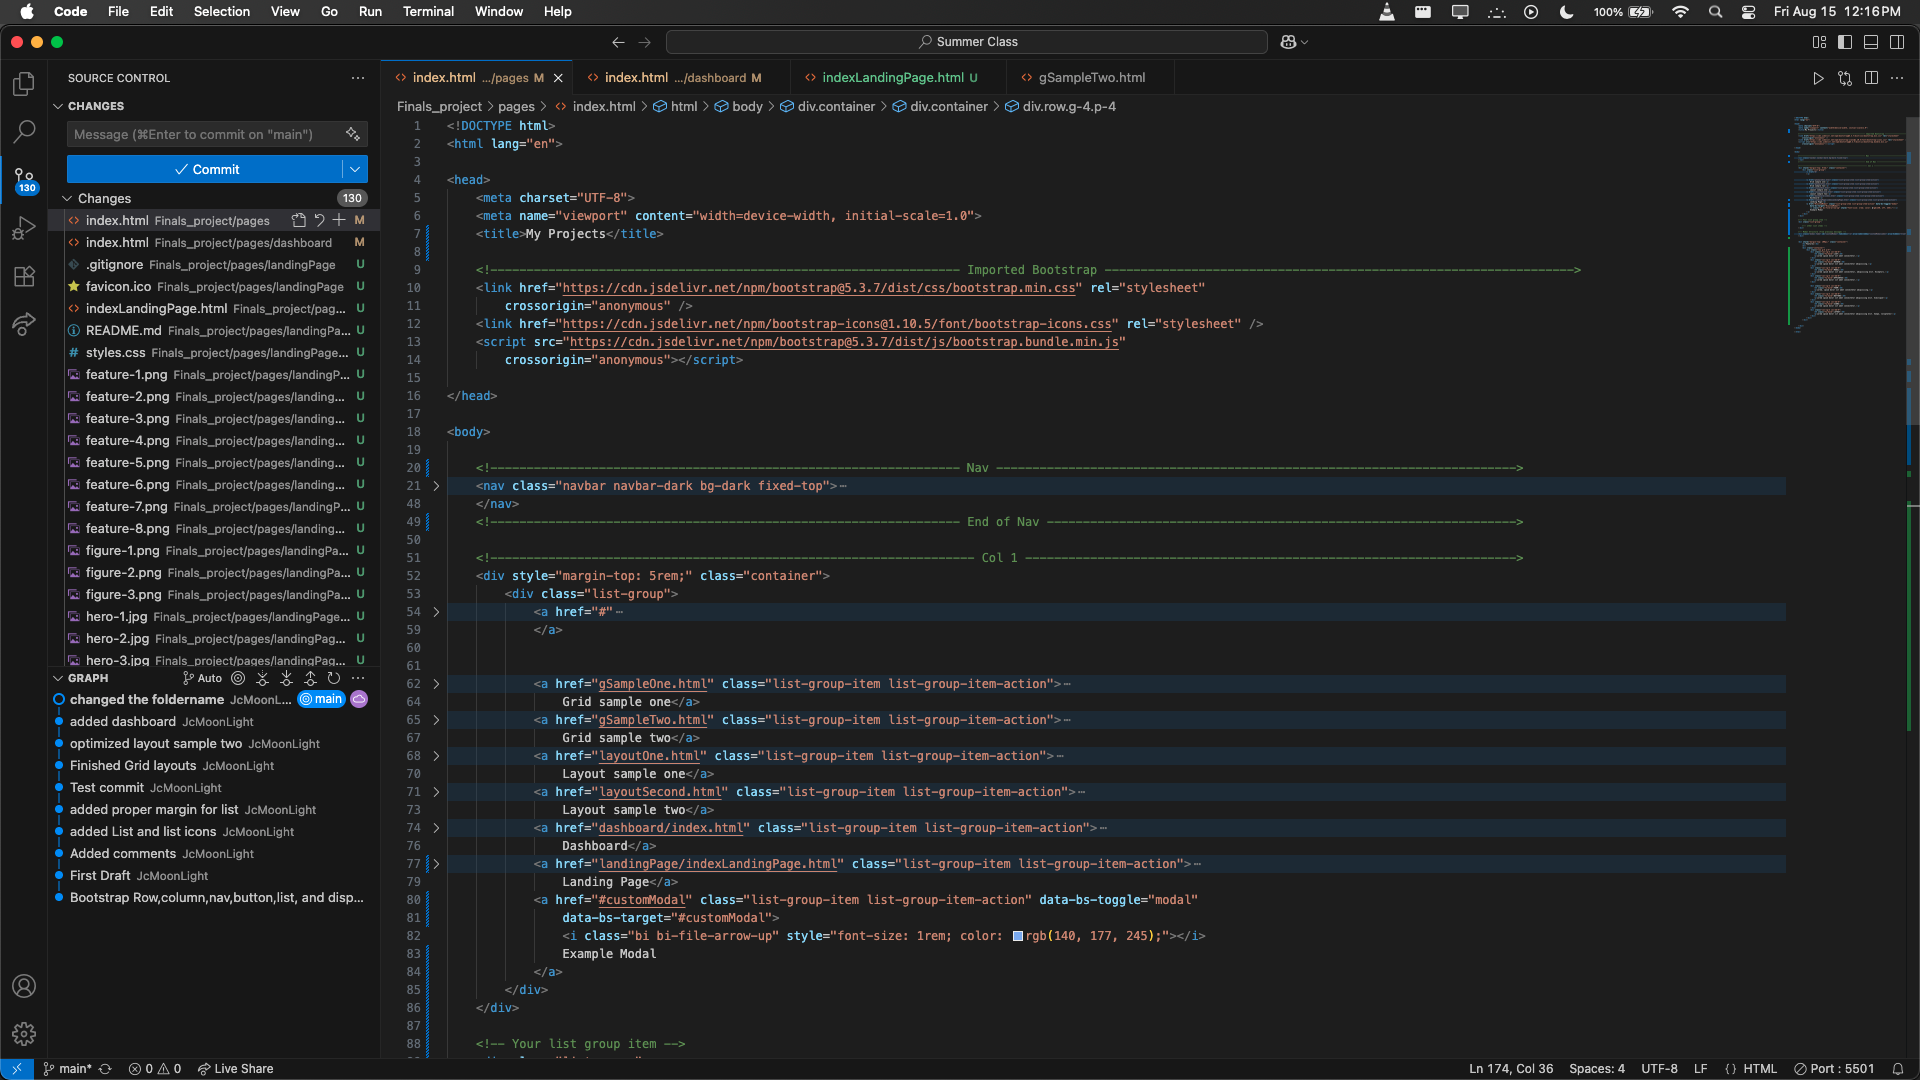 Code File Edit Selection View Go Run Terminal Window Help 100% Fri Aug 15 12:16 PM
Summer Class
SOURCE CONTROL
CHANGES
Message (⌘Enter to commit on "main")
Commit
130
Changes 130
index.html Finals_project/pages M
index.html Finals_project/pages/dashboard M
.gitignore Finals_project/pages/landingPage U
favicon.ico Finals_project/pages/landingPage U
indexLandingPage.html Finals_project/pag... U
README.md Finals_project/pages/landingPa... U
styles.css Finals_project/pages/landingPage... U
feature-1.png Finals_project/pages/landingP... U
feature-2.png Finals_project/pages/landing... U
feature-3.png Finals_project/pages/landing... U
feature-4.png Finals_project/pages/landing... U
feature-5.png Finals_project/pages/landing... U
feature-6.png Finals_project/pages/landing... U
feature-7.png Finals_project/pages/landingP... U
feature-8.png Finals_project/pages/landing... U
figure-1.png Finals_project/pages/landingPa... U
figure-2.png Finals_project/pages/landingPa... U
figure-3.png Finals_project/pages/landingPa... U
hero-1.jpg Finals_project/pages/landingPage... U
hero-2.jpg Finals_project/pages/landingPage... U
hero-3.jpg Finals_project/pages/landingPag... U
GRAPH Auto
changed the foldername JcMoonL... main
added dashboard JcMoonLight
optimized layout sample two JcMoonLight
Finished Grid layouts JcMoonLight
Test commit JcMoonLight
added proper margin for list JcMoonLight
added List and list icons JcMoonLight
Added comments JcMoonLight
First Draft JcMoonLight
Bootstrap Row,column,nav,button,list, and disp...
index.html .../pages M index.html .../dashboard M indexLandingPage.html U gSampleTwo.html
Finals_project > pages > index.html > html > body > div.container > div.container > div.row.g-4.p-4
1 <!DOCTYPE html>
2 <html lang="en">
3
4 <head>
5 <meta charset="UTF-8">
6 <meta name="viewport" content="width=device-width, initial-scale=1.0">
7 <title>My Projects</title>
8
9 <!----------------------------------------------------------------- Imported Bootstrap ----------------------------------------------------------------->
10 <link href="https://cdn.jsdelivr.net/npm/bootstrap@5.3.7/dist/css/bootstrap.min.css" rel="stylesheet"
11 crossorigin="anonymous" />
12 <link href="https://cdn.jsdelivr.net/npm/bootstrap-icons@1.10.5/font/bootstrap-icons.css" rel="stylesheet" />
13 <script src="https://cdn.jsdelivr.net/npm/bootstrap@5.3.7/dist/js/bootstrap.bundle.min.js"
14 crossorigin="anonymous"></script>
15
16 </head>
17
18 <body>
19
20 <!----------------------------------------------------------------- Nav ------------------------------------------------------------------------>
21 <nav class="navbar navbar-dark bg-dark fixed-top">⋯
48 </nav>
49 <!----------------------------------------------------------------- End of Nav ----------------------------------------------------------------->
50
51 <!------------------------------------------------------------------- Col 1 -------------------------------------------------------------------->
52 <div style="margin-top: 5rem;" class="container">
53 <div class="list-group">
54 <a href="#"⋯
59 </a>
60
61
62 <a href="gSampleOne.html" class="list-group-item list-group-item-action">⋯
64 Grid sample one</a>
65 <a href="gSampleTwo.html" class="list-group-item list-group-item-action">⋯
67 Grid sample two</a>
68 <a href="layoutOne.html" class="list-group-item list-group-item-action">⋯
70 Layout sample one</a>
71 <a href="layoutSecond.html" class="list-group-item list-group-item-action">⋯
73 Layout sample two</a>
74 <a href="dashboard/index.html" class="list-group-item list-group-item-action">⋯
76 Dashboard</a>
77 <a href="landingPage/indexLandingPage.html" class="list-group-item list-group-item-action">⋯
79 Landing Page</a>
80 <a href="#customModal" class="list-group-item list-group-item-action" data-bs-toggle="modal"
81 data-bs-target="#customModal">
82 <i class="bi bi-file-arrow-up" style="font-size: 1rem; color: rgb(140, 177, 245);"></i>
83 Example Modal
84 </a>
85 </div>
86 </div>
87
88 <!-- Your list group item -->
main* 0 0 Live Share Ln 174, Col 36 Spaces: 4 UTF-8 LF {} HTML Port : 5501